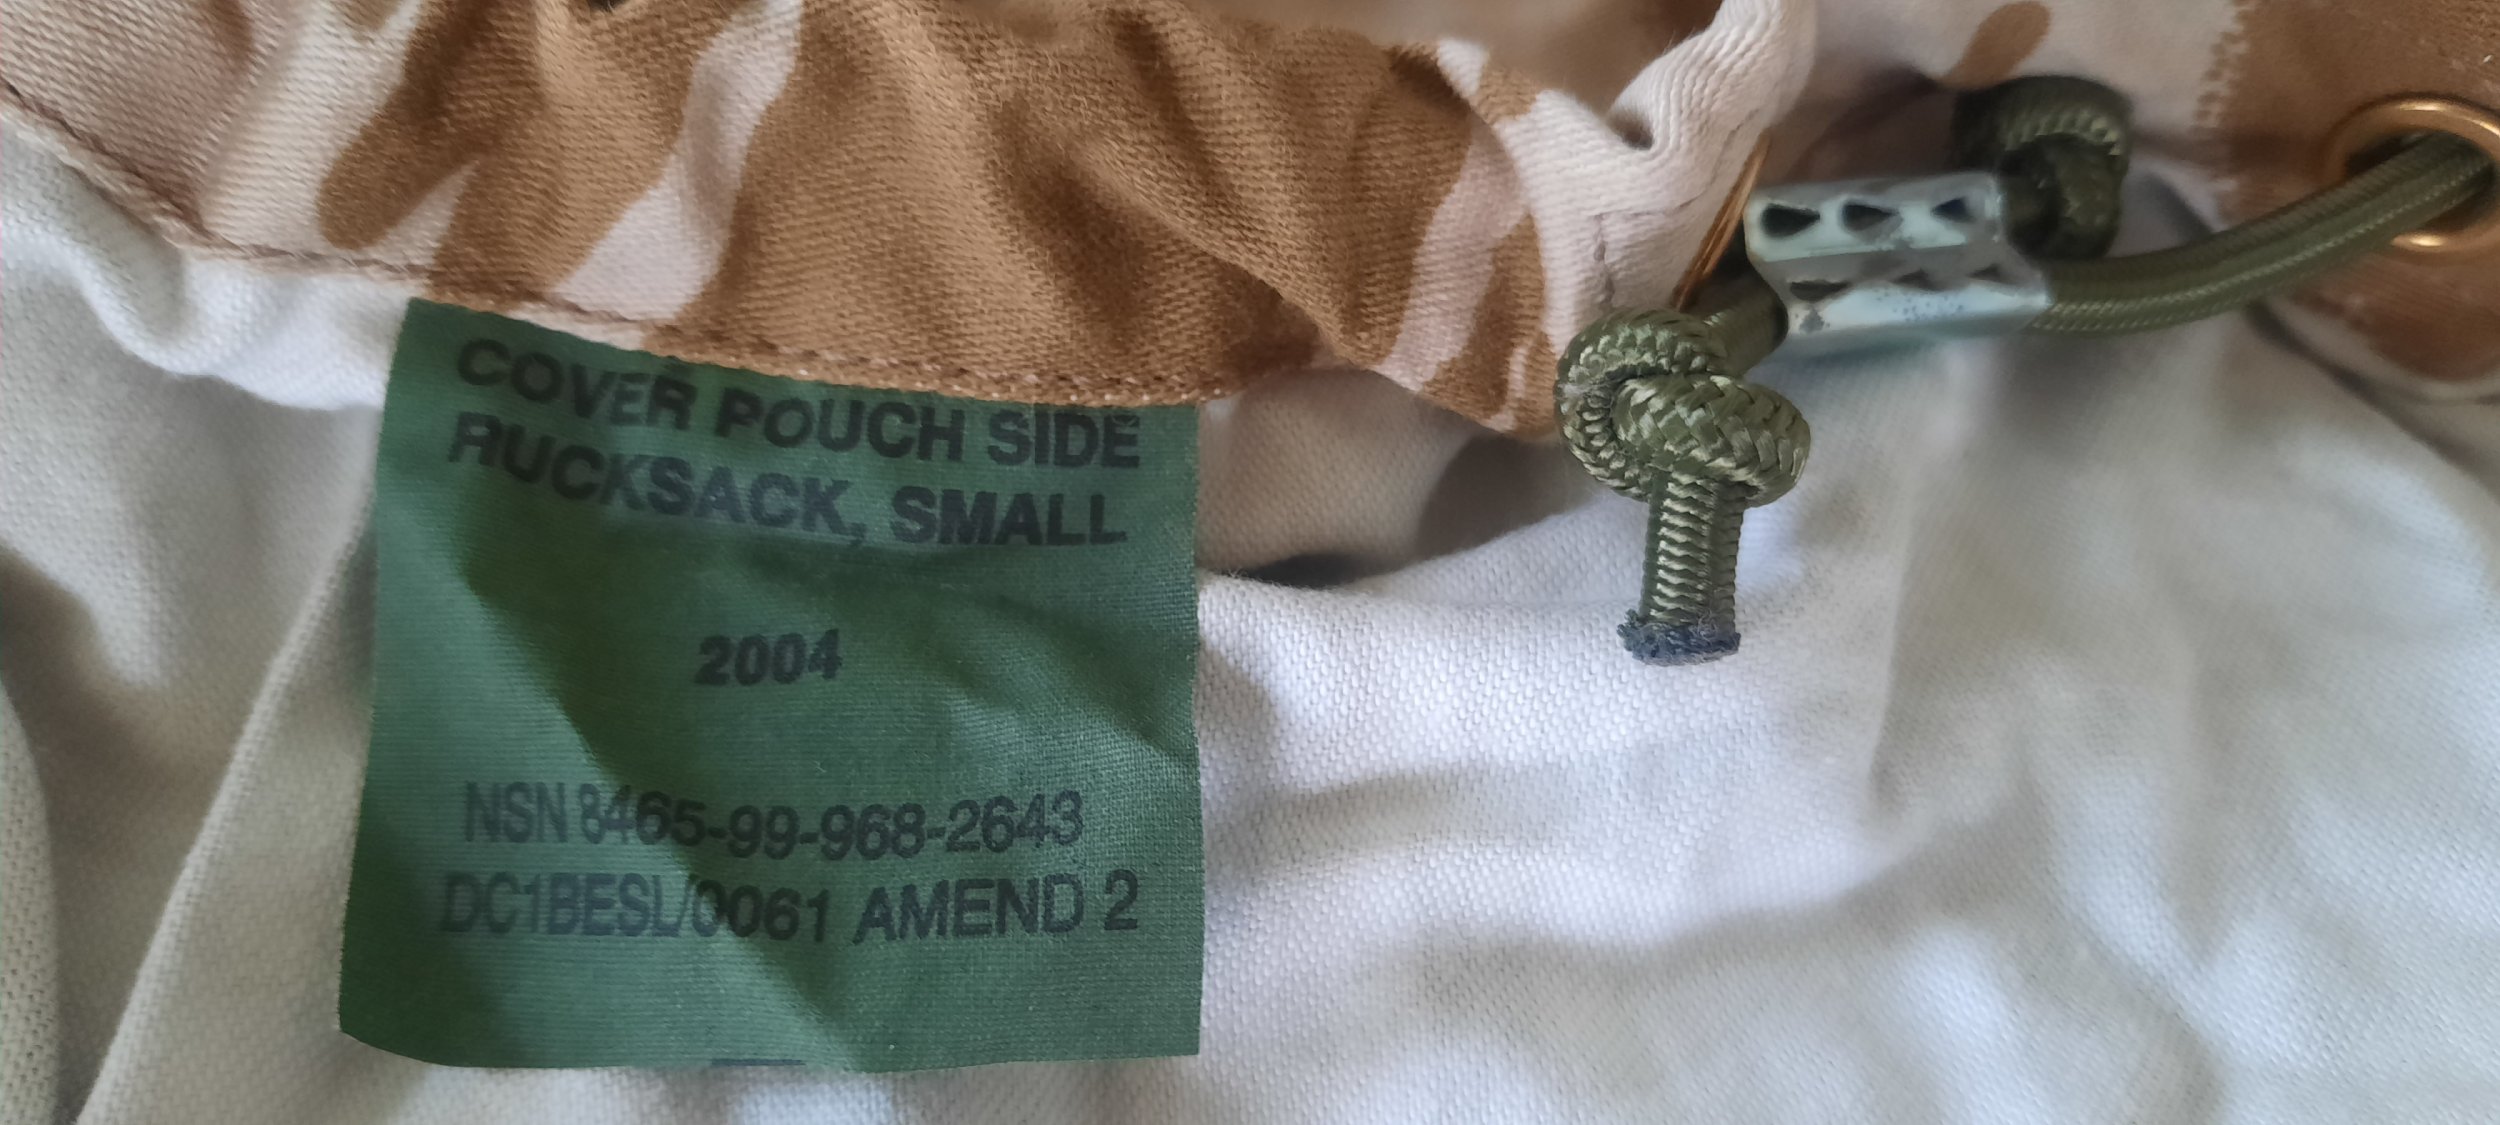 COVER POUCH SIDE
RUCKSACK, SMALL
2004
NSN 8465-99-968-2643
DC1BESL/0061 AMEND 2